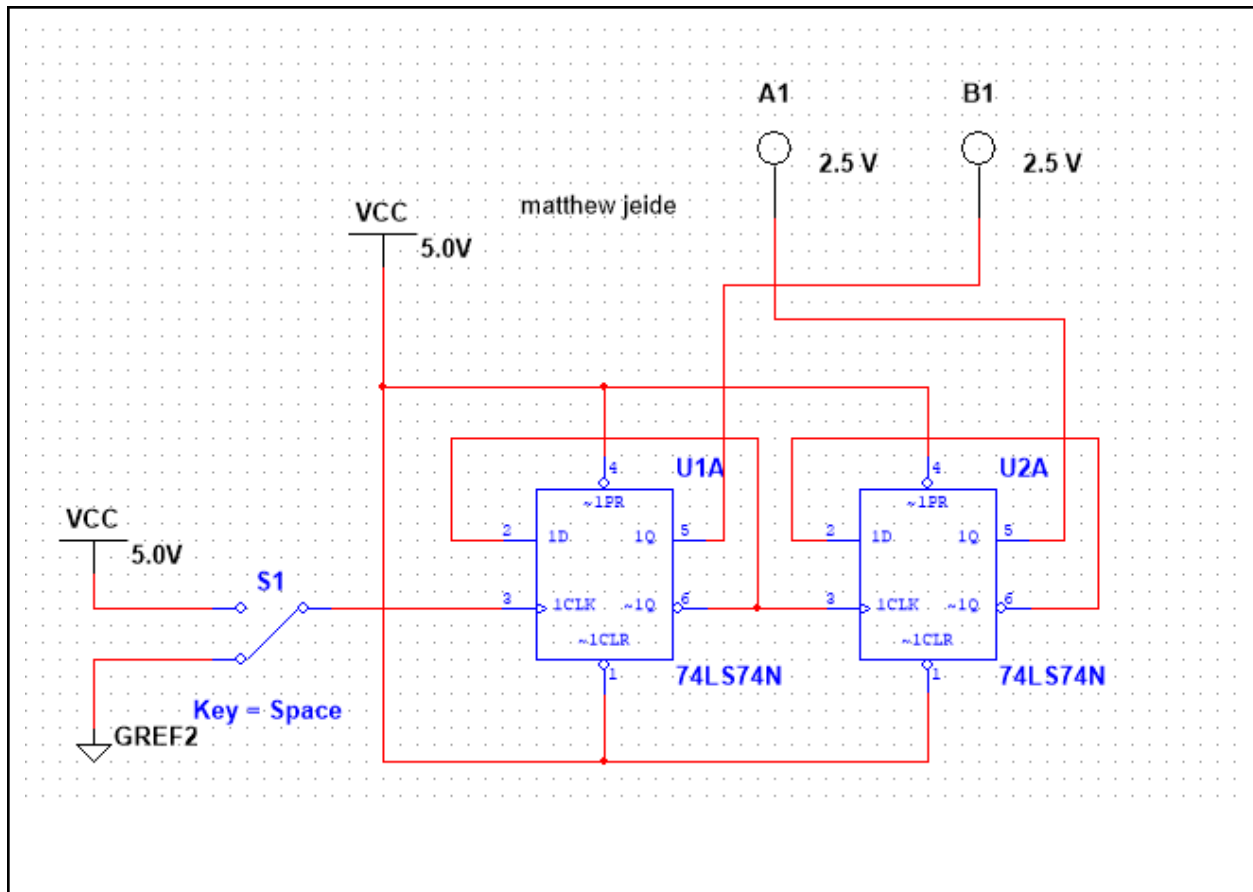 A1
B1
2.5 V
2.5 V
matthew jeide
VCC
5.0V
4
U1A
4
U2A
~1PR
~1PR
VCC
2
1D
1Q
5
2
1D
1Q
5
5.0V
S1
3
1CLK
~1Q
6
3
1CLK
~1Q
6
~1CLR
~1CLR
1
74LS74N
1
74LS74N
Key = Space
GREF2